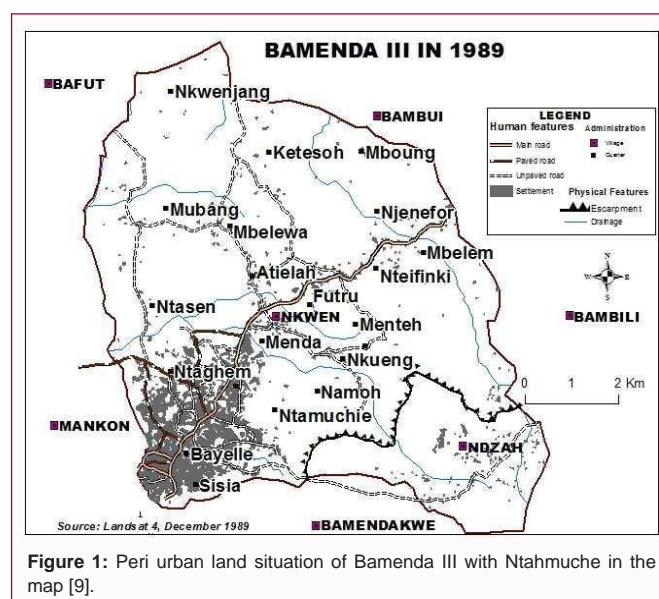 BAMENDA III IN 1989
BAFUT
Nkwenjang
BAMBUI
LEGEND
Human features
Administration
Main road
Village
Paved road
Quarter
Unpaved road
Settlement
Physical Features
Escarpment
Drainage
Ketesoh
Mboung
Mubang
Njenefor
Mbelewa
Mbelem
Atielah
Nteifinki
N
W E
S
Futru
Ntasen
NKWEN
Menteh
BAMBILI
Menda
Nkueng
Ntaghem
Namoh
0 1 2 Km
Ntamuchie
MANKON
Bayelle
NDZAH
Sisia
Source: Landsat 4, December 1989
BAMENDAKWE
Figure 1: Peri urban land situation of Bamenda III with Ntahmuche in the
map [9].